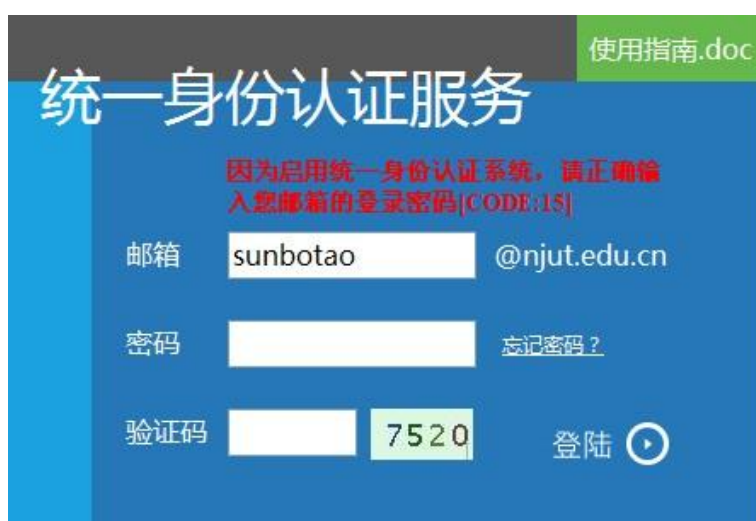 使用指南.doc
统一身份认证服务
因为启用统一身份认证系统，请正确输
入您邮箱的登录密码[CODE:15]
邮箱 sunbotao @njut.edu.cn
密码 忘记密码？
验证码 7520 登陆